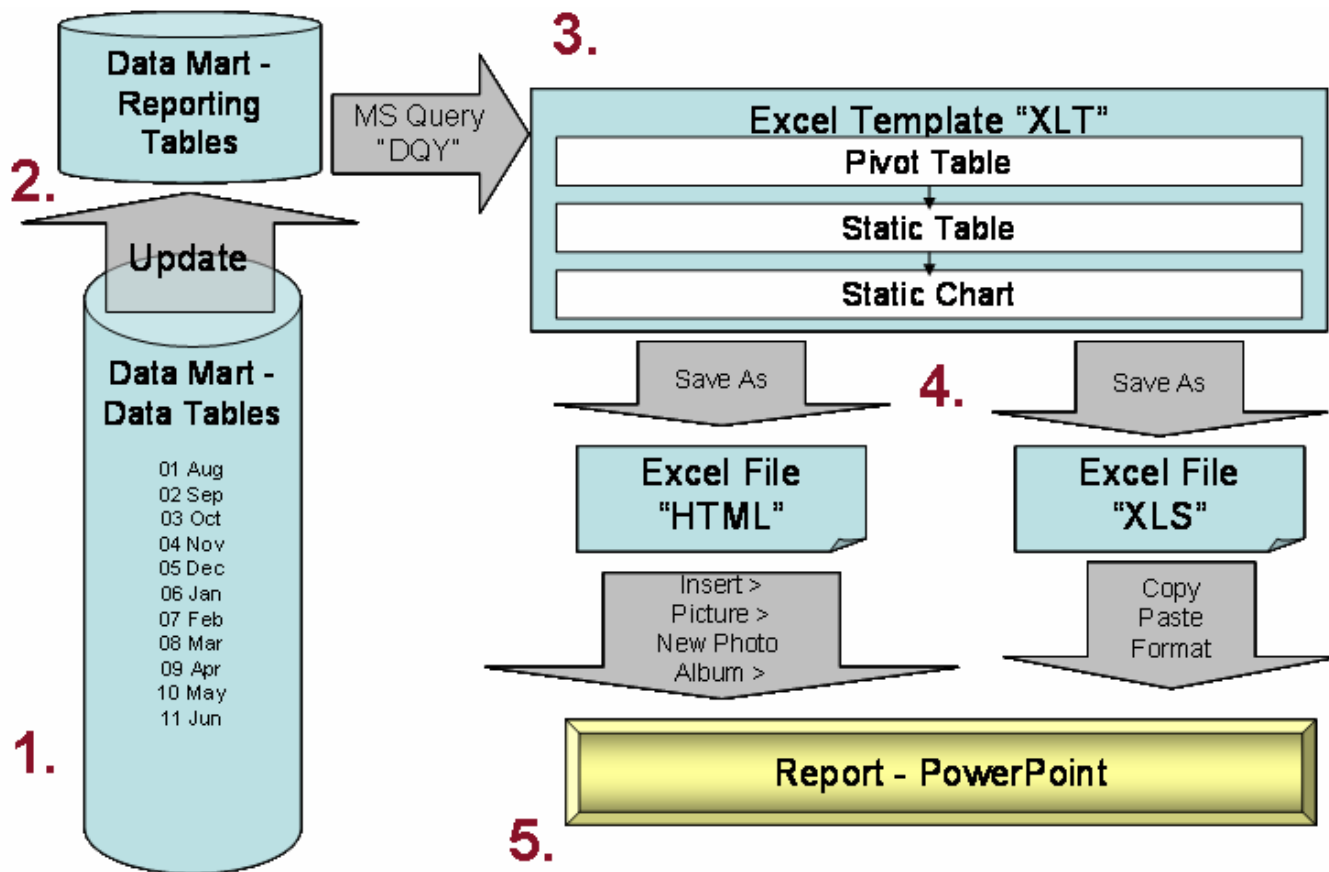 3.
Data Mart -
Reporting
Tables
MS Query
"DQY"
Excel Template “XLT”
Pivot Table
Static Table
Static Chart
2.
Update
Data Mart -
Data Tables
01 Aug
02 Sep
03 Oct
04 Nov
05 Dec
06 Jan
07 Feb
08 Mar
09 Apr
10 May
11 Jun
1.
Save As
4.
Save As
Excel File
“HTML”
Excel File
“XLS”
Insert >
Picture >
New Photo
Album >
Copy
Paste
Format
Report - PowerPoint
5.